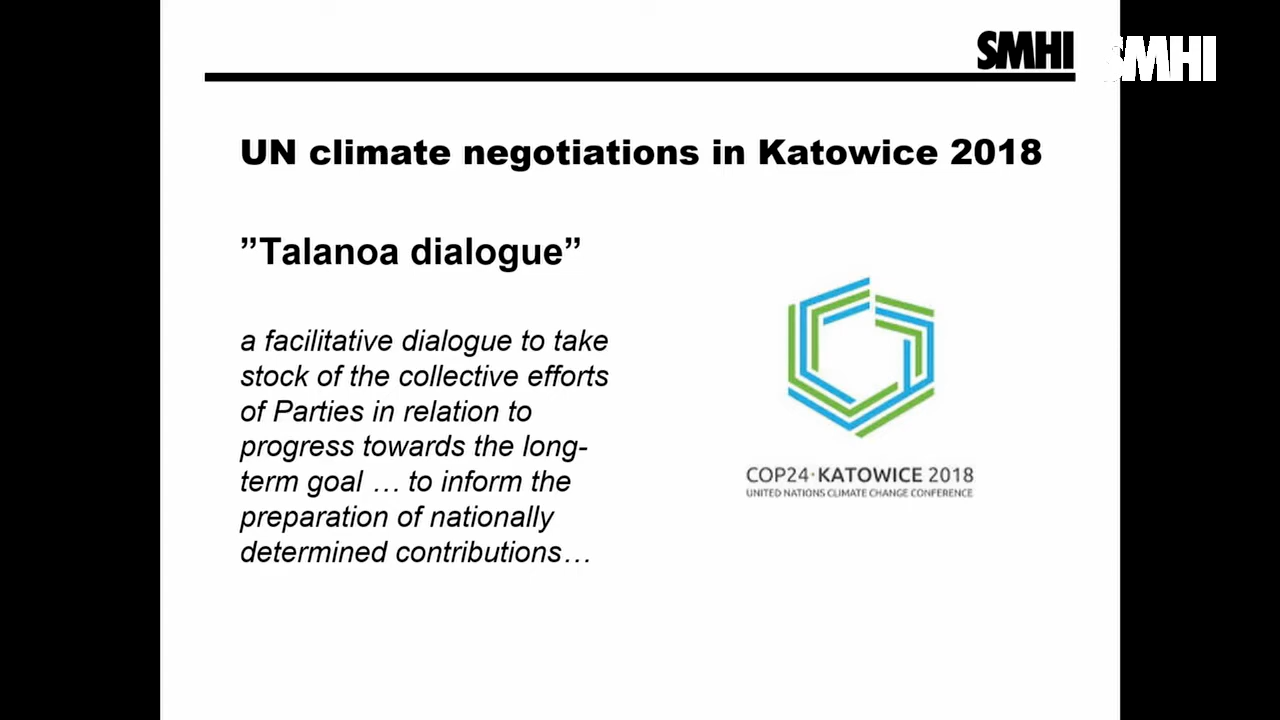 SMHI
SMHI
UN climate negotiations in Katowice 2018
”Talanoa dialogue”
a facilitative dialogue to take
stock of the collective efforts
of Parties in relation to
progress towards the long-
term goal … to inform the
preparation of nationally
determined contributions…
COP24·KATOWICE 2018
UNITED NATIONS CLIMATE CHANGE CONFERENCE